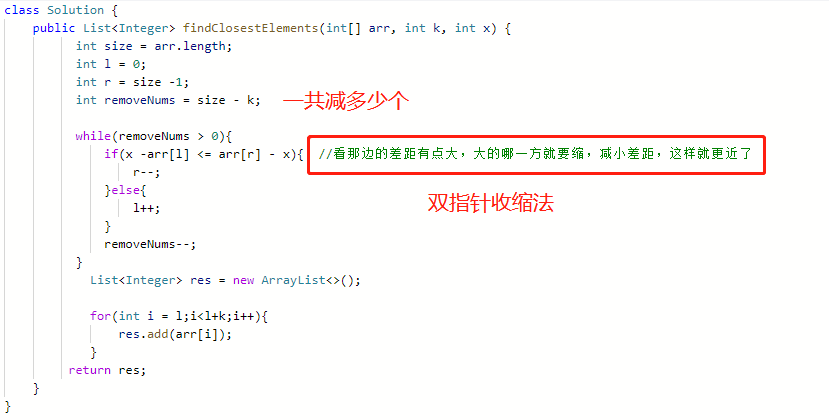 class Solution {
public List<Integer> findClosestElements(int[] arr, int k, int x) {
int size = arr.length;
int l = 0;
int r = size -1;
int removeNums = size - k; 一共减多少个
while(removeNums > 0){
if(x -arr[l] <= arr[r] - x){ //看那边的差距有点大，大的哪一方就要缩，减小差距，这样就更近了
r--;
}else{ 双指针收缩法
l++;
}
removeNums--;
}
List<Integer> res = new ArrayList<>();
for(int i = l;i<l+k;i++){
res.add(arr[i]);
}
return res;
}
}